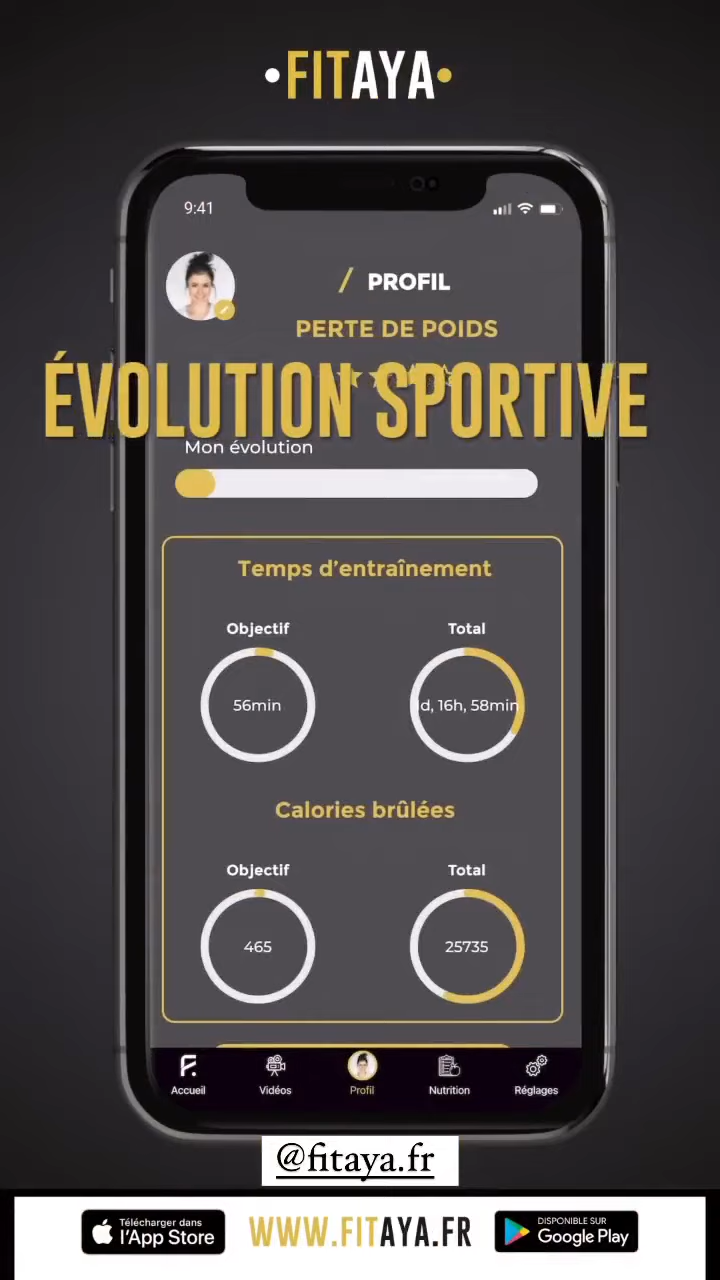 •FITAYA•
9:41
/ PROFIL
PERTE DE POIDS
ÉVOLUTION SPORTIVE
Mon évolution
Temps d’entraînement
Objectif Total
56min d, 16h, 58min
Calories brûlées
Objectif Total
465 25735
Accueil Vidéos Profil Nutrition Réglages
@fitaya.fr
Télécharger dans
l’App Store
WWW.FITAYA.FR
DISPONIBLE SUR
Google Play